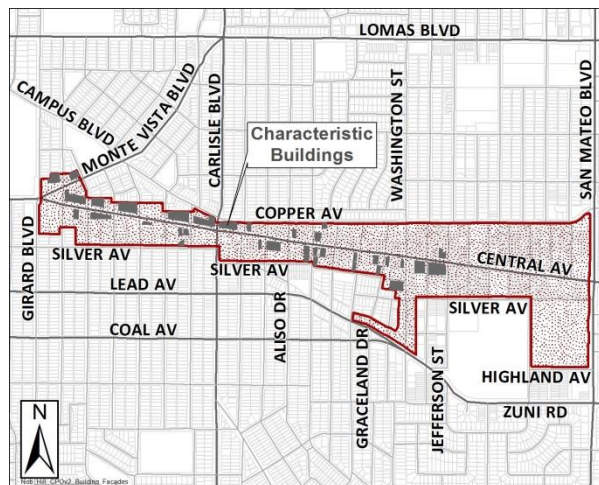 LOMAS BLVD
CAMPUS BLVD
MONTE VISTA BLVD
CARLISLE BLVD
WASHINGTON ST
SAN MATEO BLVD
Characteristic
Buildings
COPPER AV
GIRARD BLVD
SILVER AV
SILVER AV
CENTRAL AV
LEAD AV
SILVER AV
ALISO DR
COAL AV
GRACELAND DR
JEFFERSON ST
HIGHLAND AV
ZUNI RD
N
Nob_Hill_CPOv2_Building_Facades